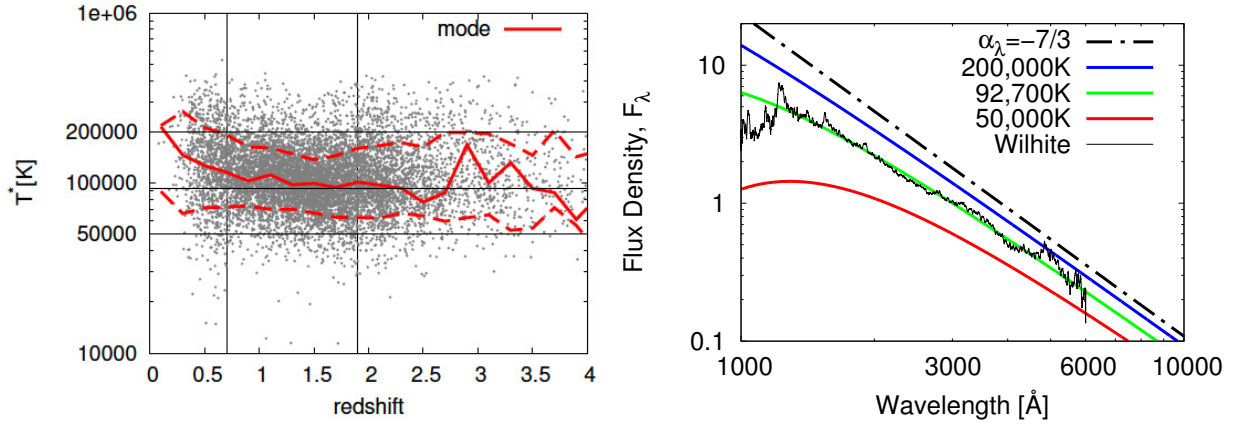 1e+06
200000
100000
50000
10000
T* [K]
mode
0 0.5 1 1.5 2 2.5 3 3.5 4
redshift
10
1
0.1
Flux Density, Fλ
αλ=−7/3
200,000K
92,700K
50,000K
Wilhite
1000 3000 6000 10000
Wavelength [Å]